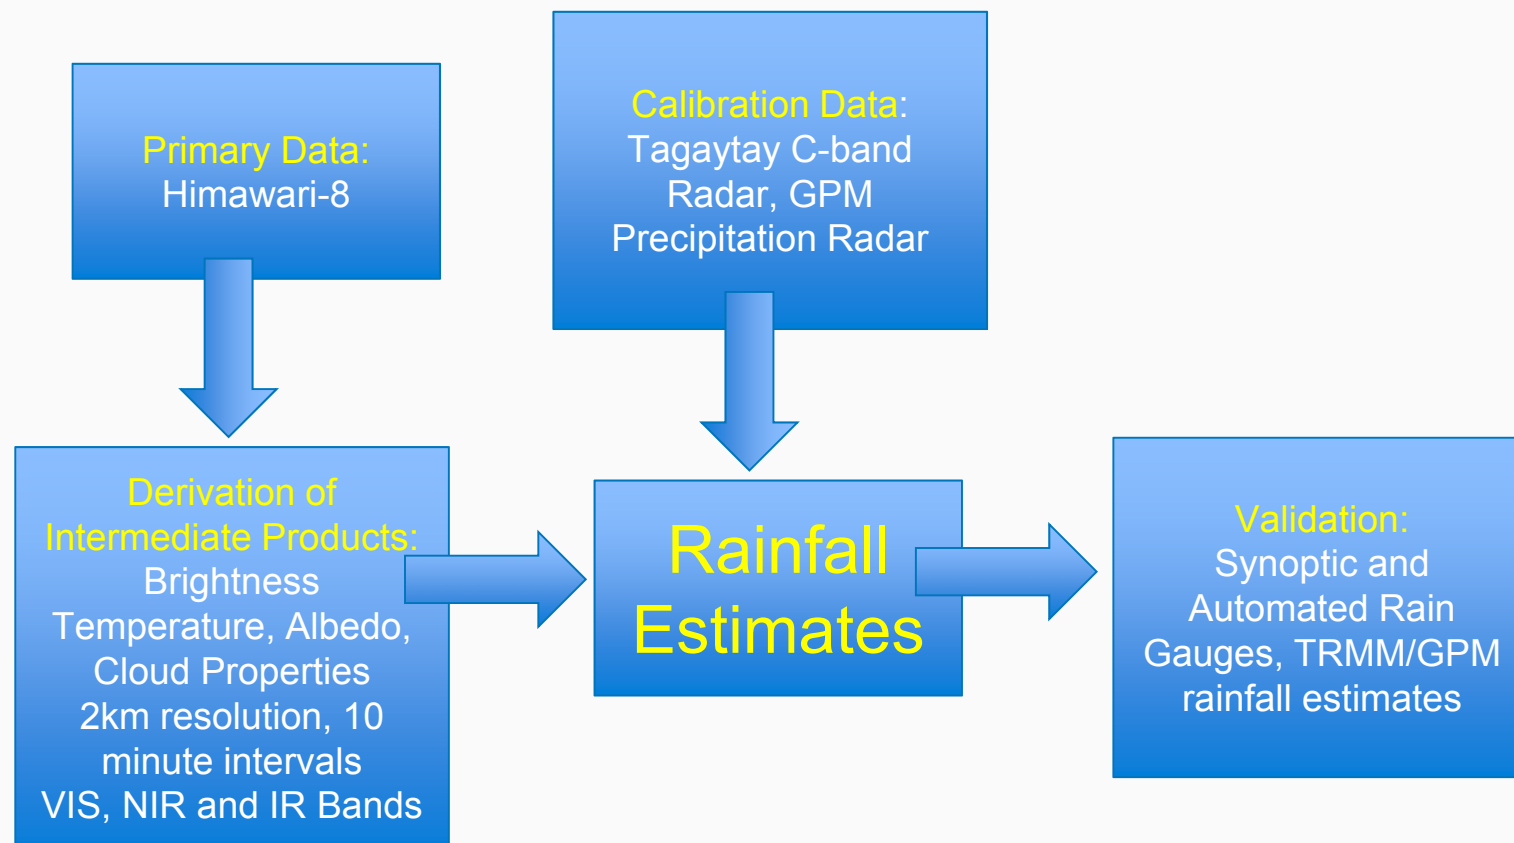 Primary Data:
Himawari-8
Calibration Data:
Tagaytay C-band
Radar, GPM
Precipitation Radar
Derivation of
Intermediate Products:
Brightness
Temperature, Albedo,
Cloud Properties
2km resolution, 10
minute intervals
VIS, NIR and IR Bands
Rainfall
Estimates
Validation:
Synoptic and
Automated Rain
Gauges, TRMM/GPM
rainfall estimates